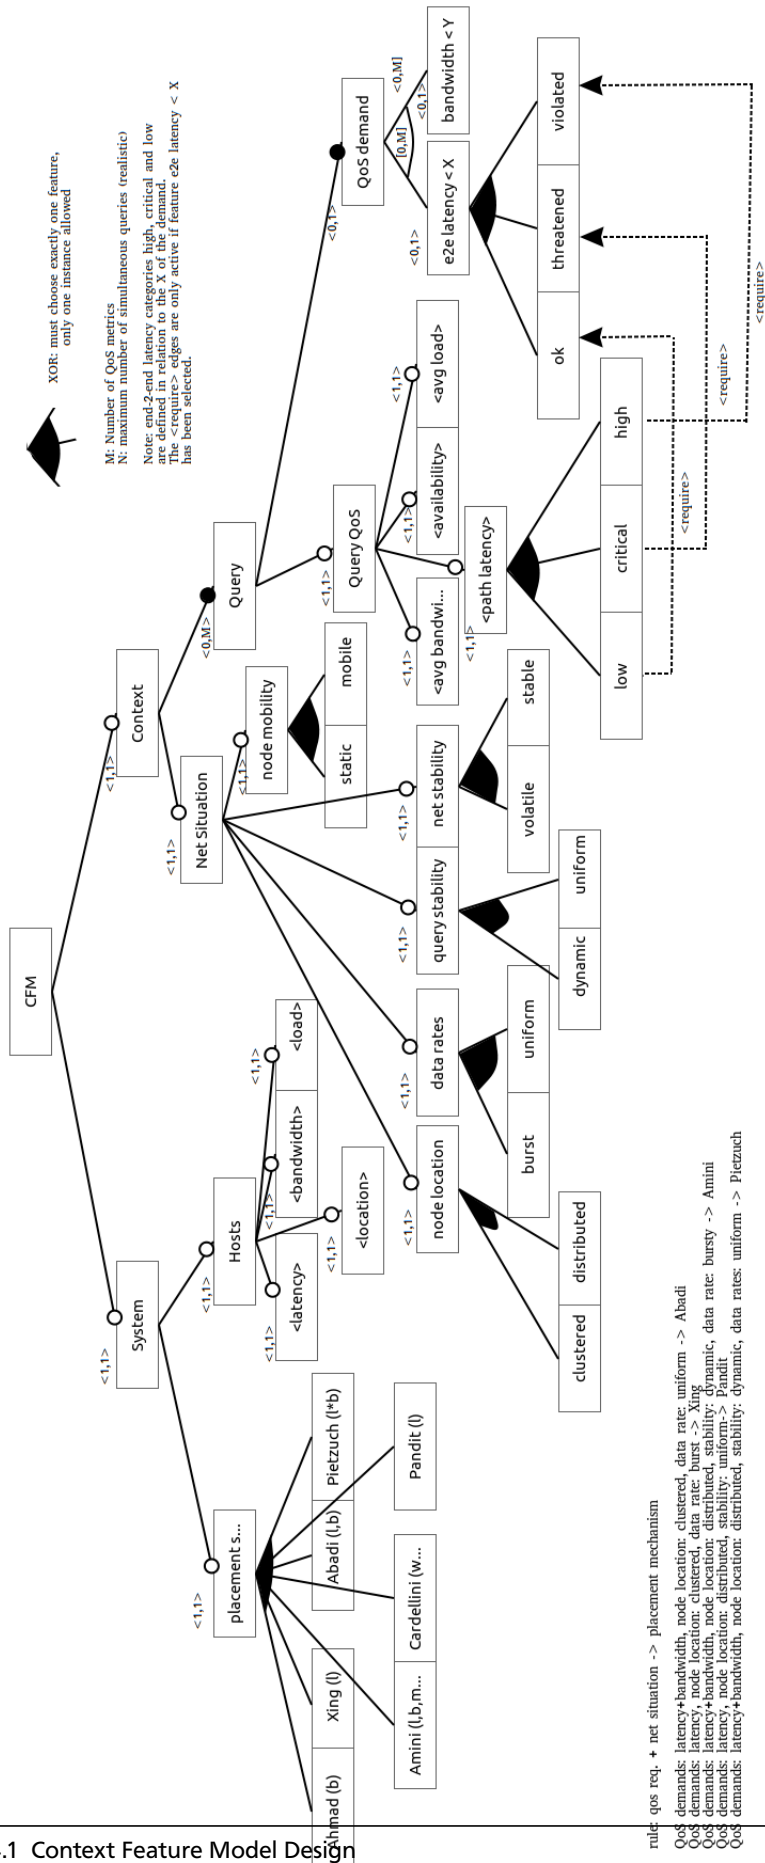 XOR: must choose exactly one feature,
only one instance allowed
M: Number of QoS metrics
N: maximum number of simultaneous queries (realistic)
Note: end-2-end latency categories high, critical and low
are defined in relation to the X of the demand.
The <require> edges are only active if feature e2e latency < X
has been selected.
CFM
<1,1>
System
<1,1>
Context
<1,1>
placement s...
<1,1>
Hosts
<1,1>
Net Situation
<0,M>
Query
Ahmad (b)
Xing (l)
Abadi (l,b)
Pietzuch (l*b)
Amini (l,b,m...
Cardellini (w...
Pandit (l)
<1,1>
<latency>
<1,1>
<bandwidth>
<1,1>
<load>
<1,1>
<location>
<1,1>
node mobility
static
mobile
<1,1>
node location
<1,1>
data rates
<1,1>
query stability
<1,1>
net stability
clustered
distributed
burst
uniform
dynamic
uniform
volatile
stable
<1,1>
Query QoS
<0,1>
QoS demand
<1,1>
<avg bandwi...
<1,1>
<path latency>
<1,1>
<availability>
<1,1>
<avg load>
low
critical
high
[0,M]
<0,M]
<0,1>
e2e latency < X
<0,1>
bandwidth < Y
ok
threatened
violated
<require>
<require>
<require>
rule: qos req. + net situation -> placement mechanism
QoS demands: latency+bandwidth, node location: clustered, data rate: uniform -> Abadi
QoS demands: latency, node location: clustered, data rate: burst -> Xing
QoS demands: latency+bandwidth, node location: distributed, stability: dynamic, data rate: bursty -> Amini
QoS demands: latency, node location: distributed, stability: uniform-> Pandit
QoS demands: latency+bandwidth, node location: distributed, stability: dynamic, data rates: uniform -> Pietzuch
.1 Context Feature Model Design